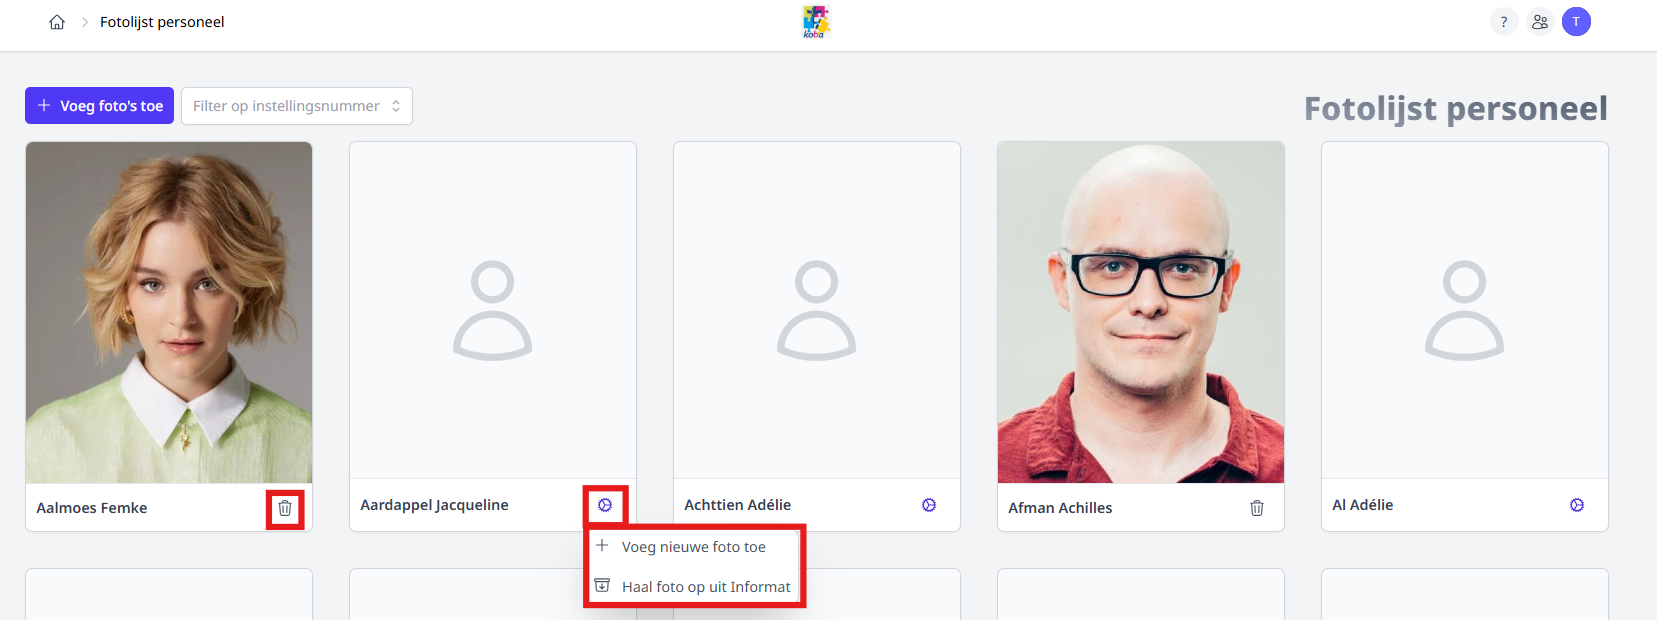 Fotolijst personeel
koba
?
T
Voeg foto's toe
Filter op instellingsnummer
Fotolijst personeel
Aalmoes Femke
Aardappel Jacqueline
Achttien Adélie
Afman Achilles
Al Adélie
Voeg nieuwe foto toe
Haal foto op uit Informat